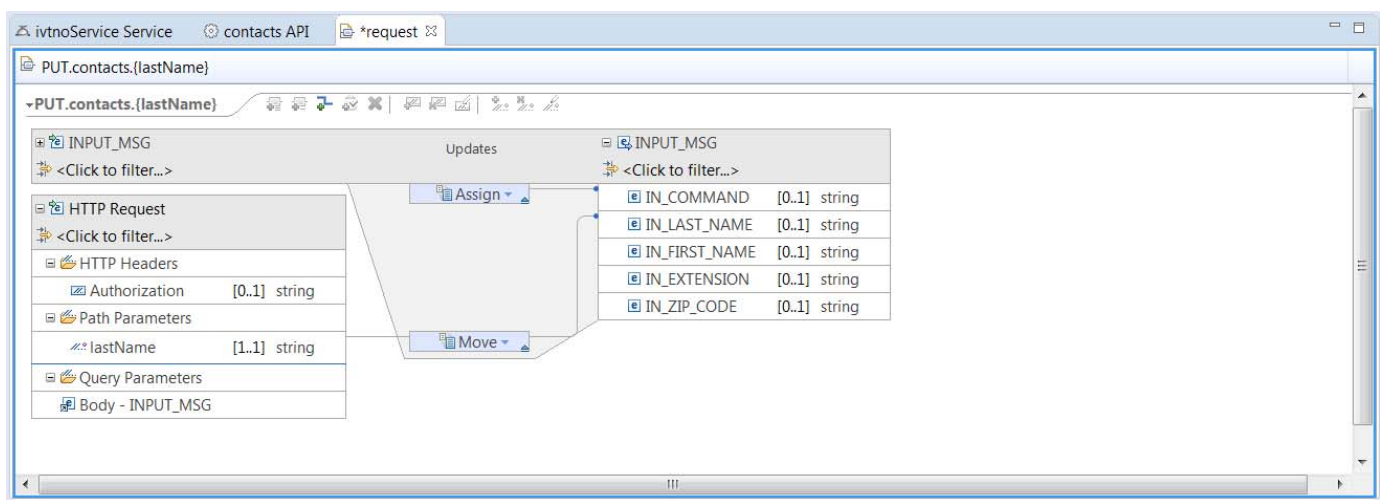 ivtnoService Service contacts API *request
PUT.contacts.{lastName}
PUT.contacts.{lastName}
INPUT_MSG
<Click to filter...>
HTTP Request
<Click to filter...>
HTTP Headers
Authorization [0..1] string
Path Parameters
lastName [1..1] string
Query Parameters
Body - INPUT_MSG
Updates
Assign
Move
INPUT_MSG
<Click to filter...>
IN_COMMAND [0..1] string
IN_LAST_NAME [0..1] string
IN_FIRST_NAME [0..1] string
IN_EXTENSION [0..1] string
IN_ZIP_CODE [0..1] string